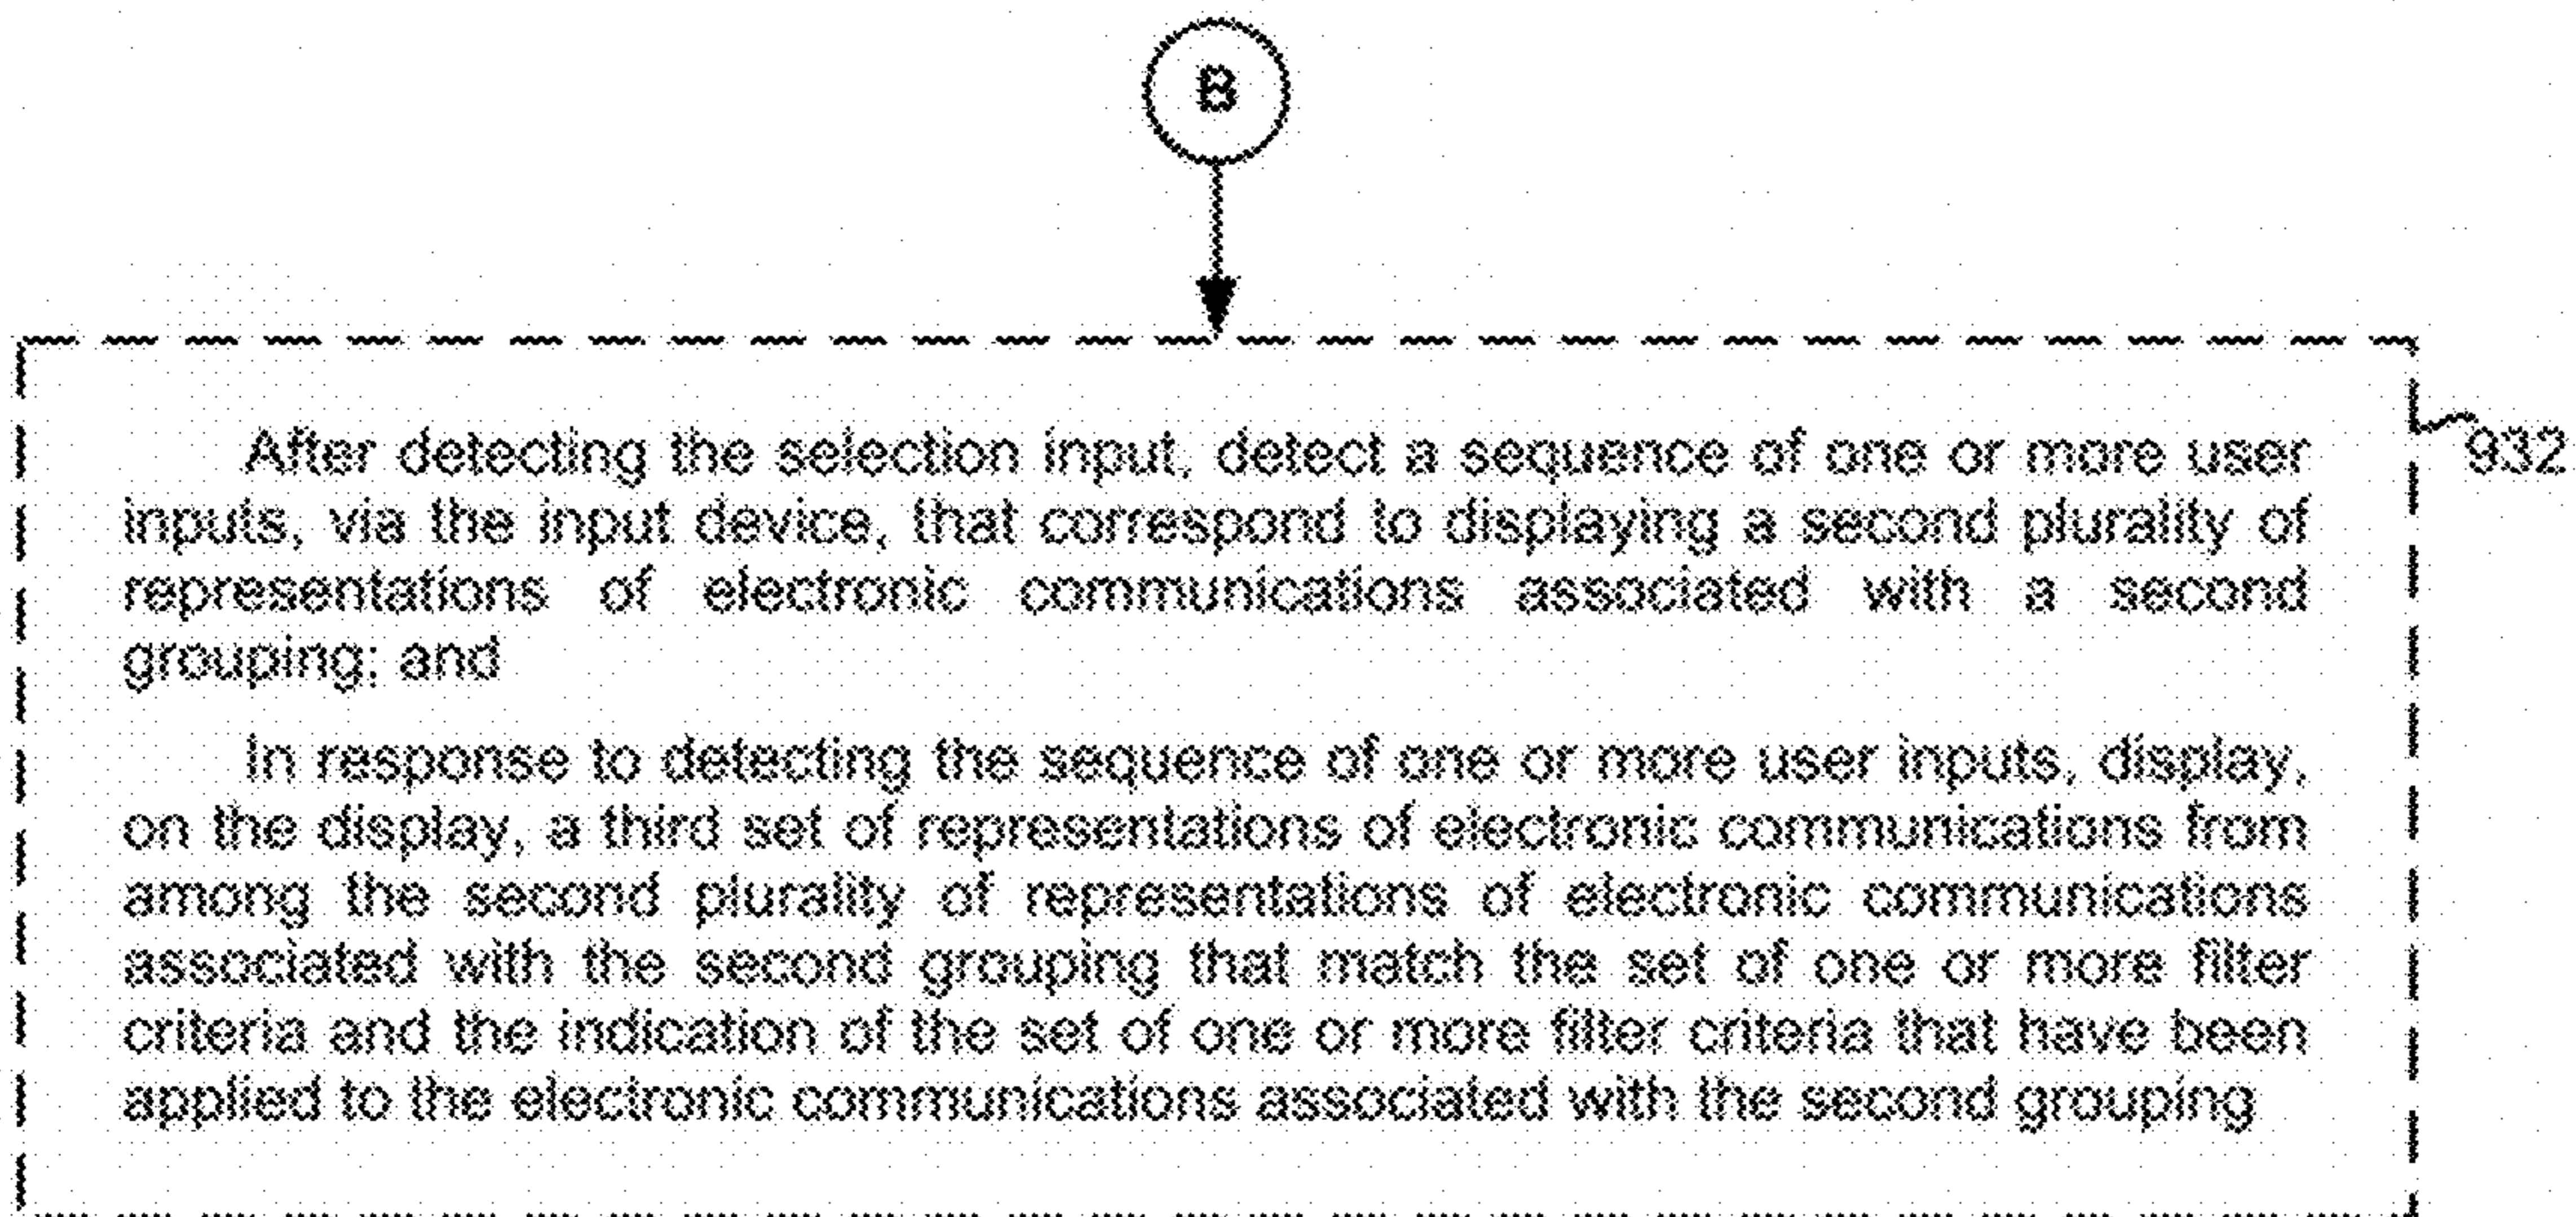 B
After detecting the selection input, detect a sequence of one or more user
932
inputs, via the input device, that correspond to displaying a second plurality of
representations of electronic communications associated with a second
grouping; and
In response to detecting the sequence of one or more user inputs, display,
on the display, a third set of representations of electronic communications from
among the second plurality of representations of electronic communications
associated with the second grouping that match the set of one or more filter
criteria and the indication of the set of one or more filter criteria that have been
applied to the electronic communications associated with the second grouping